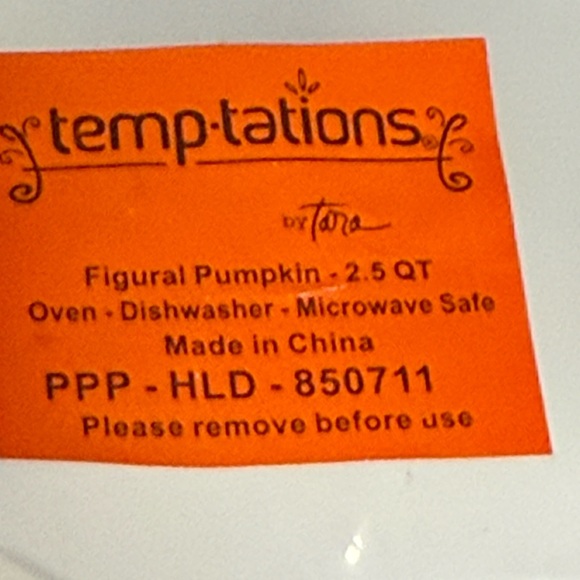 temp·tations®
BY Tara
Figural Pumpkin - 2.5 QT
Oven - Dishwasher - Microwave Safe
Made in China
PPP - HLD - 850711
Please remove before use